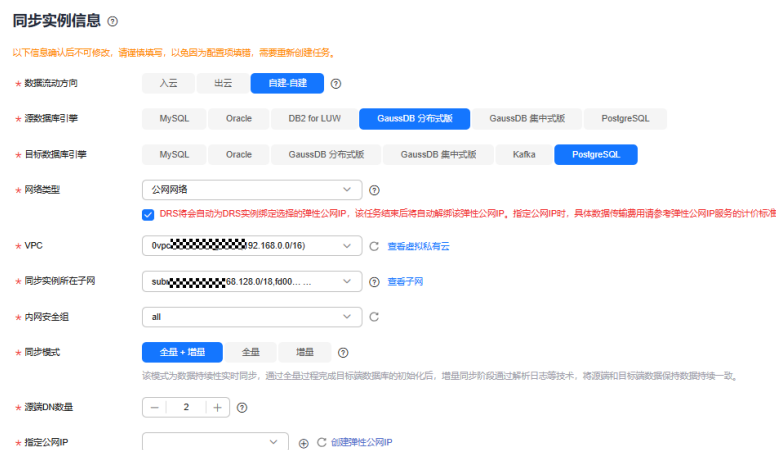 同步实例信息
以下信息确认后不可修改，请谨慎填写，以免因为配置项填错，需要重新创建任务。
* 数据流动方向 入云 出云 自建-自建
* 源数据库引擎 MySQL Oracle DB2 for LUW GaussDB 分布式版 GaussDB 集中式版 PostgreSQL
* 目标数据库引擎 MySQL Oracle GaussDB 分布式版 GaussDB 集中式版 Kafka PostgreSQL
* 网络类型 公网网络
DRS将会自动为DRS实例绑定选择的弹性公网IP，该任务结束后将自动解绑该弹性公网IP。指定公网IP时，具体数据传输费用请参考弹性公网IP服务的计价标准
* VPC 0vpc 192.168.0.0/16) 查看虚拟私有云
* 同步实例所在子网 68.128.0/18,fd00... ... 查看子网
* 内网安全组 all
* 同步模式 全量+增量 全量 增量
该模式为数据持续性实时同步，通过全量过程完成目标端数据库的初始化后，增量同步阶段通过解析日志等技术，将源端和目标端数据保持数据持续一致。
* 源端DN数量 − 2 +
* 指定公网IP 创建弹性公网IP